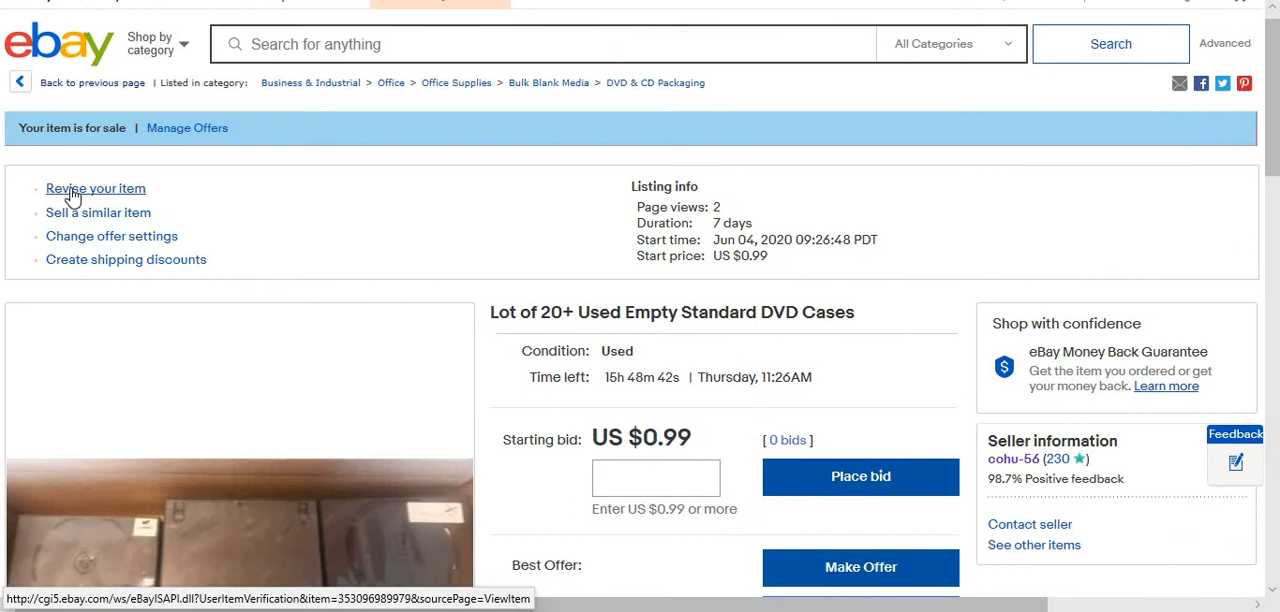 ebay
Shop by
category
Search for anything
All Categories
Search
Advanced
Back to previous page | Listed in category: Business & Industrial > Office > Office Supplies > Bulk Blank Media > DVD & CD Packaging
Your item is for sale | Manage Offers
Revise your item
Sell a similar item
Change offer settings
Create shipping discounts
Listing info
Page views: 2
Duration: 7 days
Start time: Jun 04, 2020 09:26:48 PDT
Start price: US $0.99
Lot of 20+ Used Empty Standard DVD Cases
Condition: Used
Time left: 15h 48m 42s | Thursday, 11:26AM
Starting bid: US $0.99 [ 0 bids ]
Place bid
Enter US $0.99 or more
Best Offer: Make Offer
Shop with confidence
eBay Money Back Guarantee
Get the item you ordered or get
your money back. Learn more
Seller information
cohu-56 (230 ★)
98.7% Positive feedback
Contact seller
See other items
Feedback
http://cgi5.ebay.com/ws/eBayISAPI.dll?UserItemVerification&item=353096989979&sourcePage=ViewItem